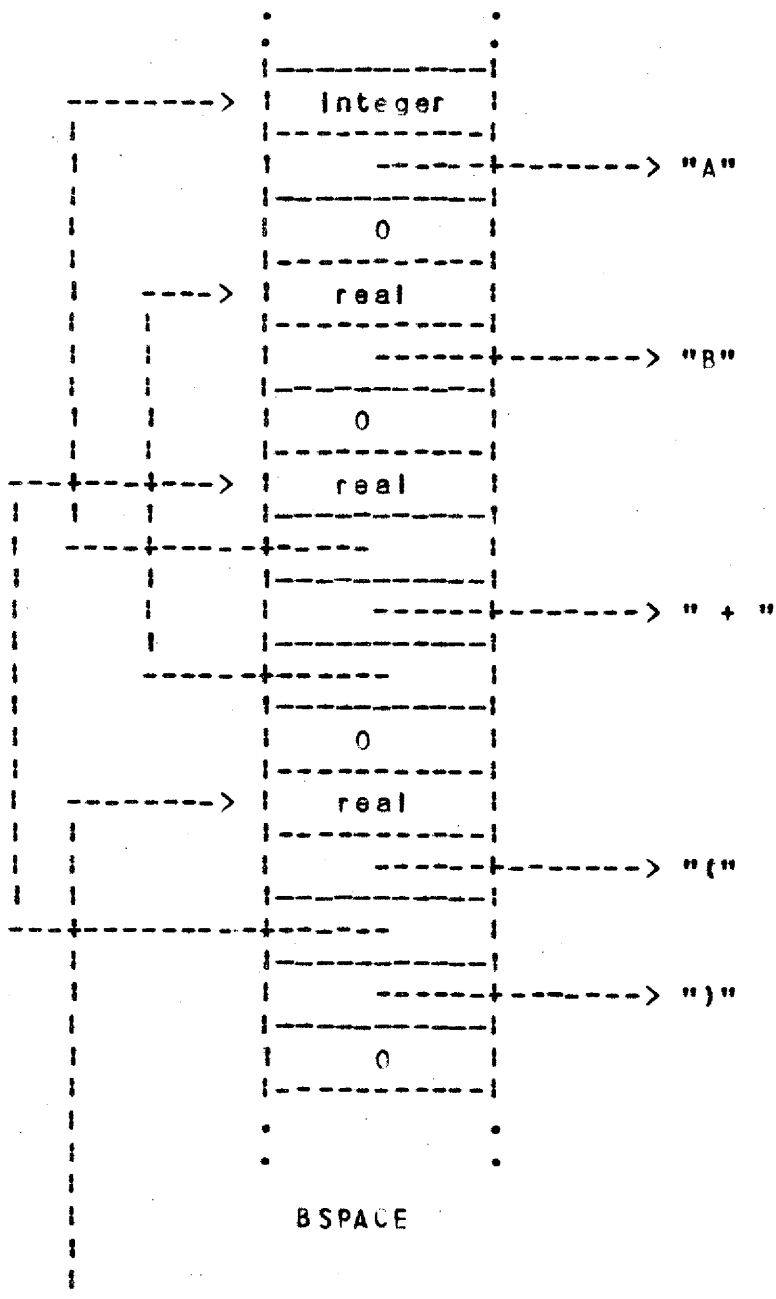 integer
"A"
0
real
"B"
0
real
" + "
0
real
"("
")"
0
BSPACE